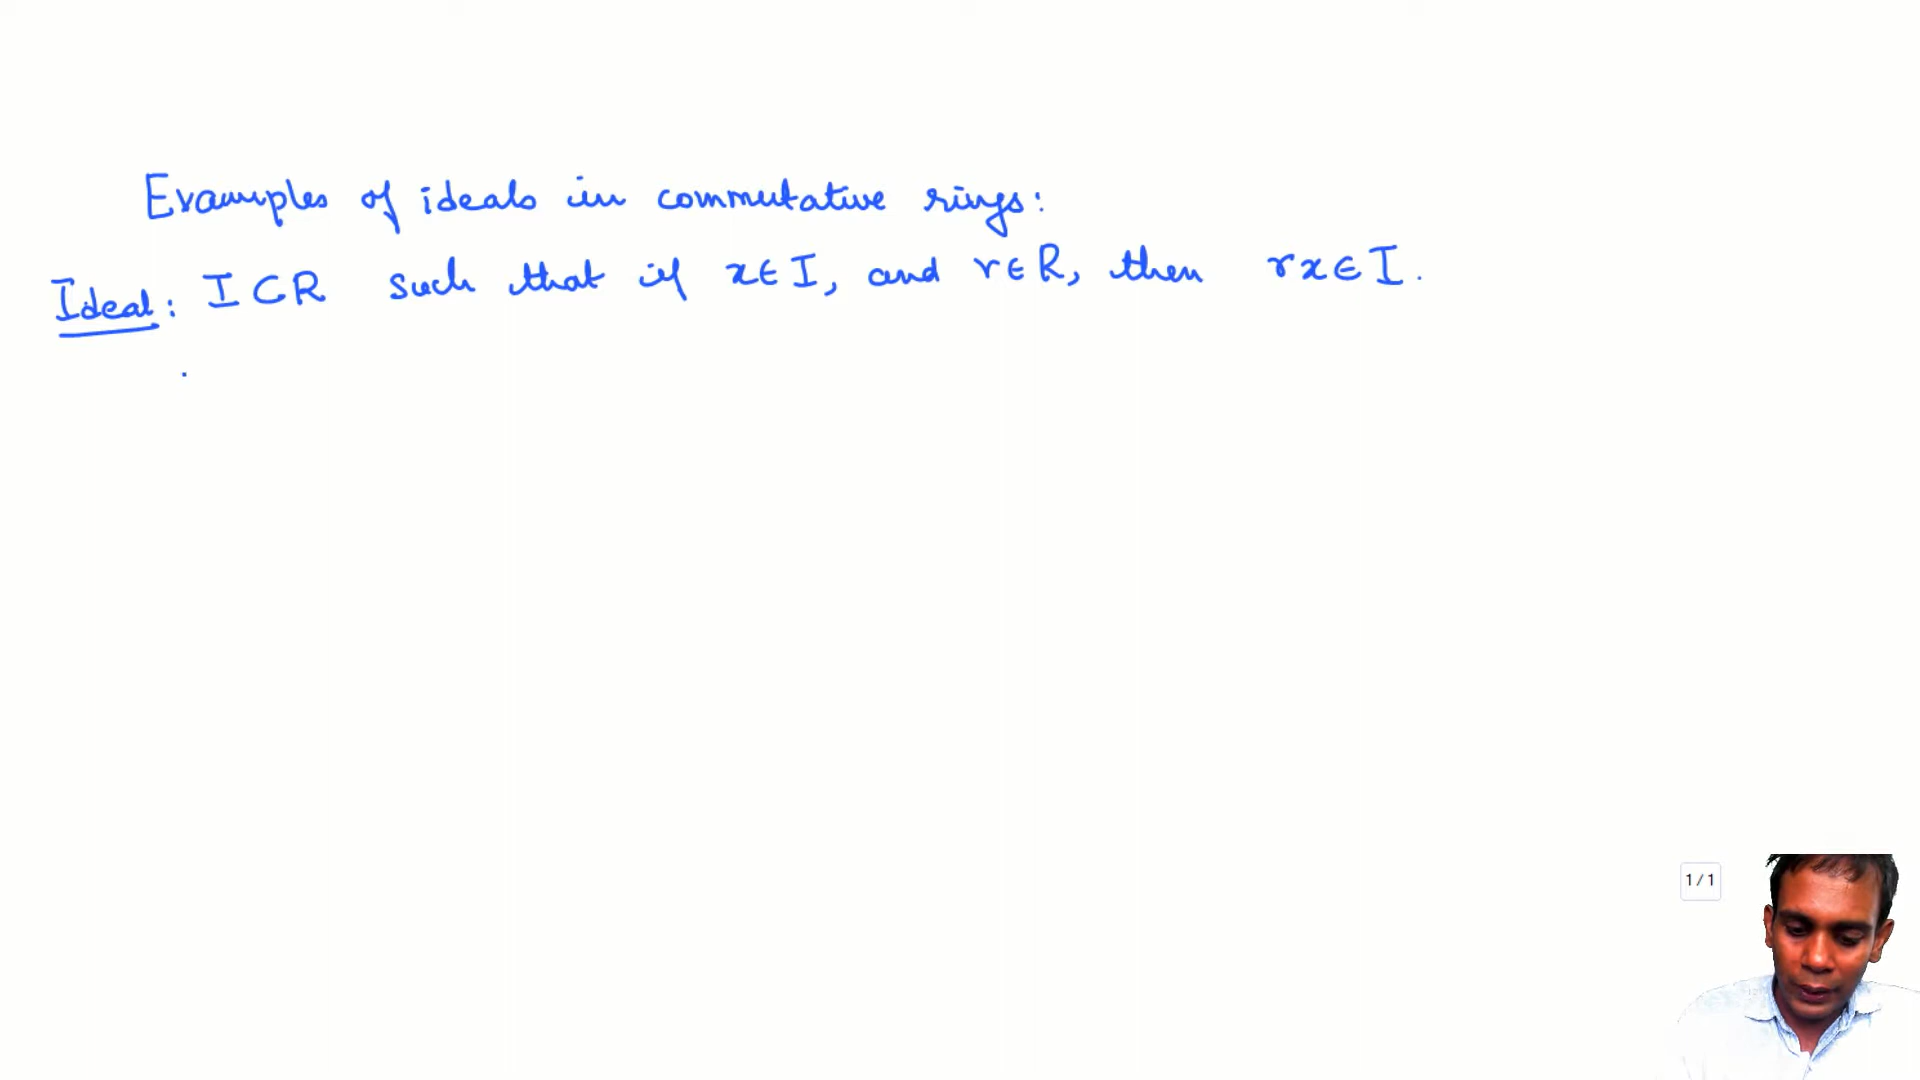 Examples of ideals in commutative rings:
Ideal: I ⊂ R such that if x ∈ I, and r ∈ R, then rx ∈ I.
1/1